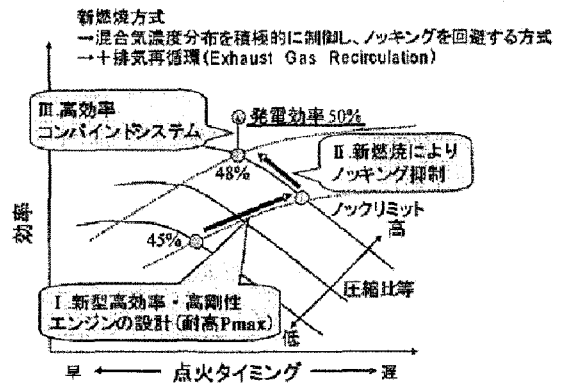 新燃焼方式
→混合気濃度分布を積極的に制御し、ノッキングを回避する方式
→+排気再循環(Exhaust Gas Recirculation)
Ⅲ.高効率
コンバインドシステム
発電効率50%
48%
Ⅱ.新燃焼により
ノッキング抑制
ノックリミット
高
45%
圧縮比等
低
Ⅰ.新型高効率・高剛性
エンジンの設計(耐高Pmax)
効率
早 点火タイミング 遅